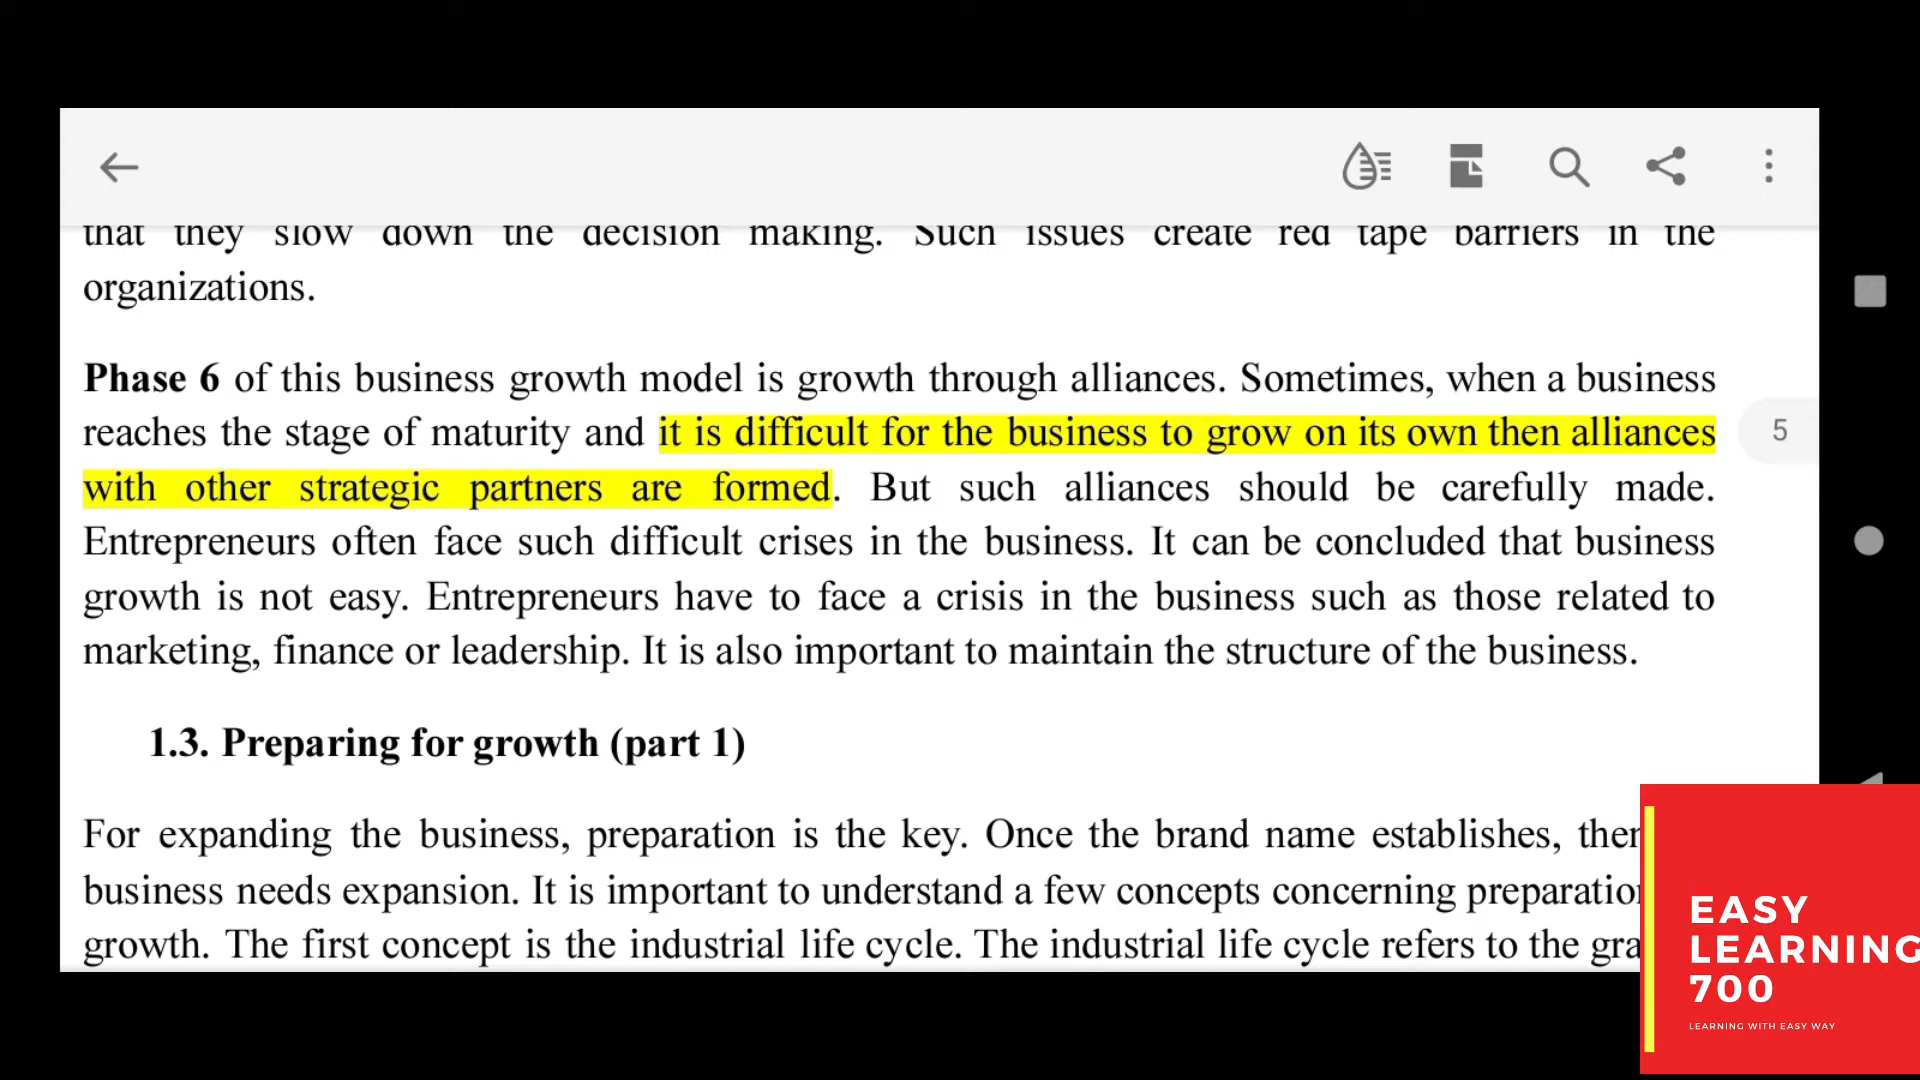 that they slow down the decision making. Such issues create red tape barriers in the
organizations.
Phase 6 of this business growth model is growth through alliances. Sometimes, when a business
reaches the stage of maturity and it is difficult for the business to grow on its own then alliances
with other strategic partners are formed. But such alliances should be carefully made.
Entrepreneurs often face such difficult crises in the business. It can be concluded that business
growth is not easy. Entrepreneurs have to face a crisis in the business such as those related to
marketing, finance or leadership. It is also important to maintain the structure of the business.
5
1.3. Preparing for growth (part 1)
For expanding the business, preparation is the key. Once the brand name establishes,
business needs expansion. It is important to understand a few concepts concerning
growth. The first concept is the industrial life cycle. The industrial life cycle refers to the
EASY
LEARNING
700
LEARNING WITH EASY WAY